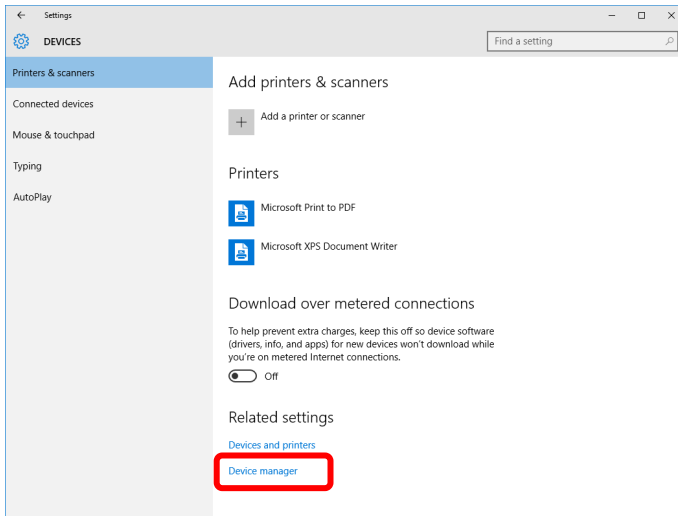 Settings
DEVICES
Find a setting
Printers & scanners
Connected devices
Mouse & touchpad
Typing
AutoPlay
Add printers & scanners
Add a printer or scanner
Printers
Microsoft Print to PDF
Microsoft XPS Document Writer
Download over metered connections
To help prevent extra charges, keep this off so device software
(drivers, info, and apps) for new devices won't download while
you're on metered Internet connections.
Off
Related settings
Devices and printers
Device manager